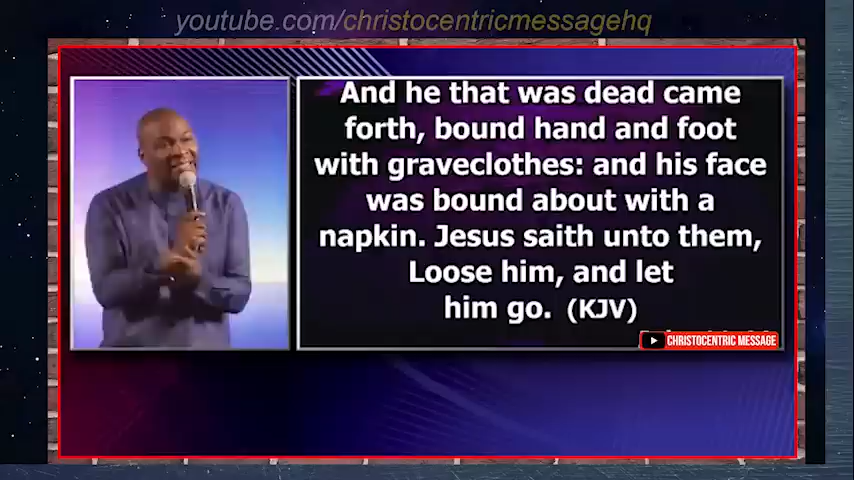 youtube.com/christocentricmessagehq
And he that was dead came
forth, bound hand and foot
with graveclothes: and his face
was bound about with a
napkin. Jesus saith unto them,
Loose him, and let
him go. (KJV)
CHRISTOCENTRIC MESSAGE